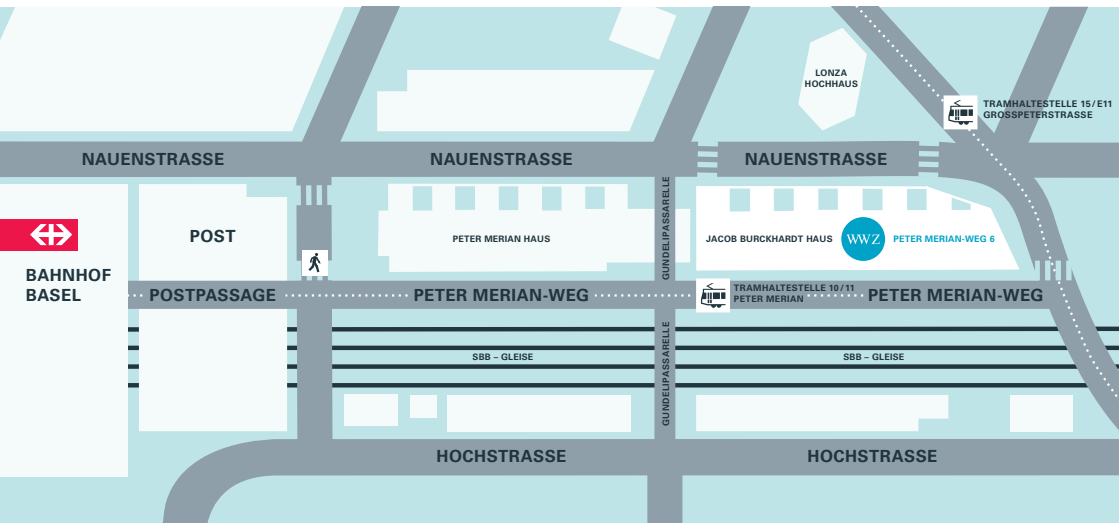 LONZA
HOCHHAUS
TRAMHALTESTELLE 15/E11
GROSSPETERSTRASSE
NAUENSTRASSE
NAUENSTRASSE
NAUENSTRASSE
GUNDELIPASSARELLE
POST
PETER MERIAN HAUS
JACOB BURCKHARDT HAUS
WWZ
PETER MERIAN-WEG 6
BAHNHOF
BASEL
POSTPASSAGE
PETER MERIAN-WEG
TRAMHALTESTELLE 10/11
PETER MERIAN
PETER MERIAN-WEG
GUNDELIPASSARELLE
SBB – GLEISE
SBB – GLEISE
HOCHSTRASSE
HOCHSTRASSE